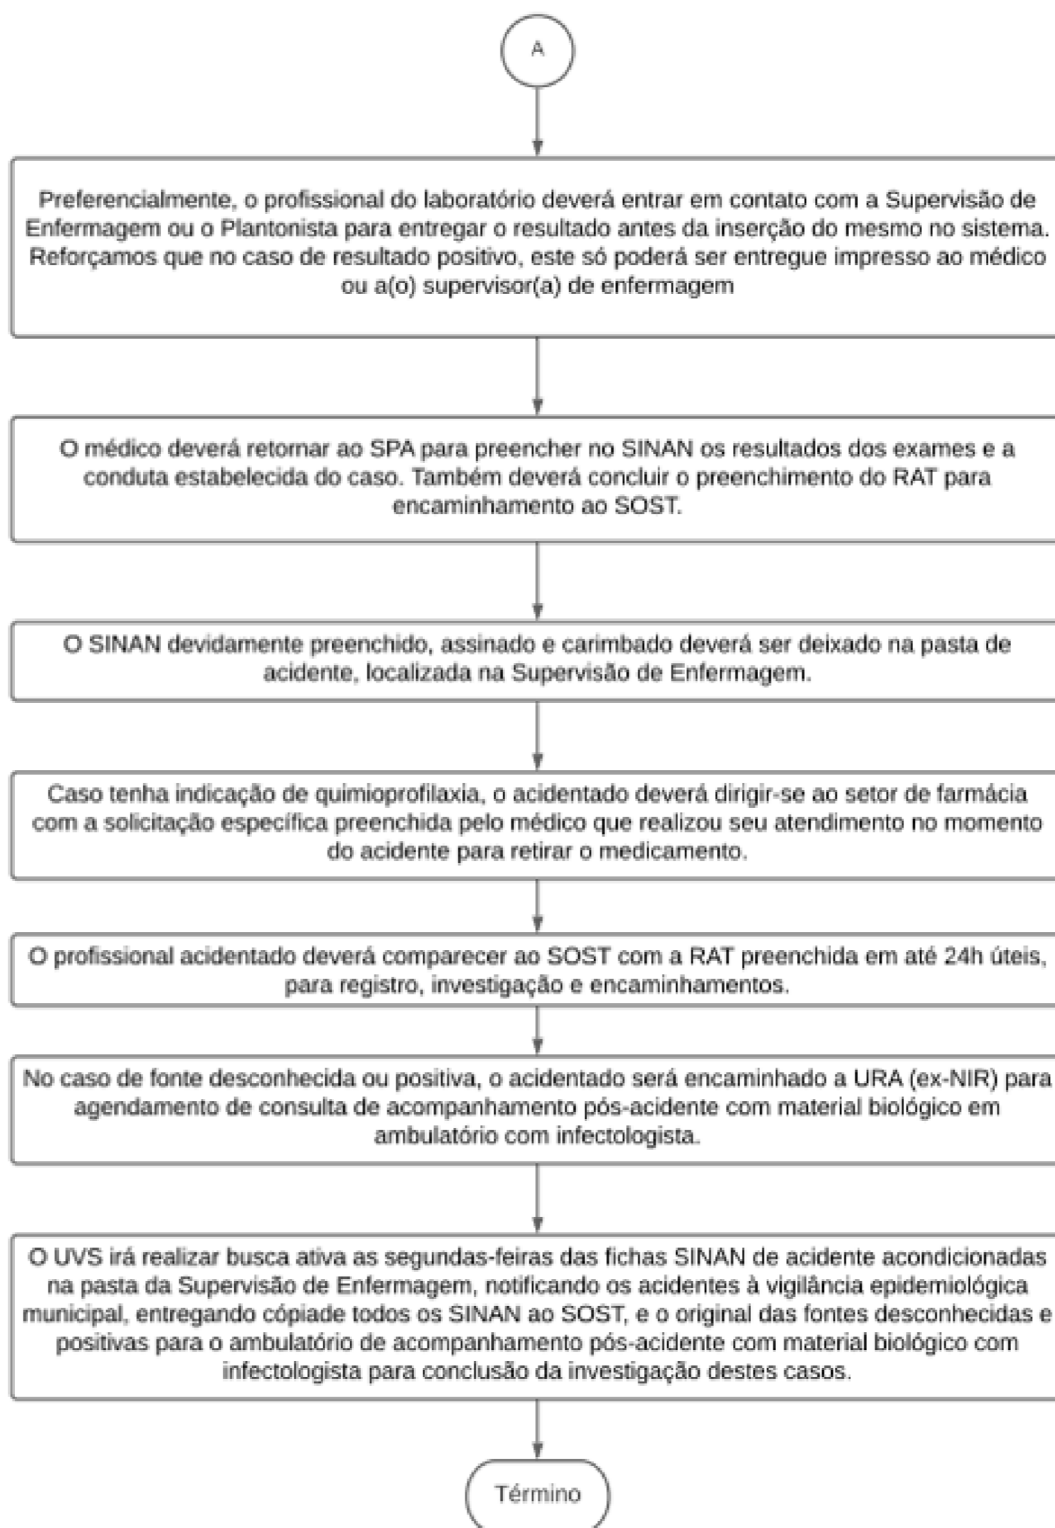 A
Preferencialmente, o profissional do laboratório deverá entrar em contato com a Supervisão de
Enfermagem ou o Plantonista para entregar o resultado antes da inserção do mesmo no sistema.
Reforçamos que no caso de resultado positivo, este só poderá ser entregue impresso ao médico
ou a(o) supervisor(a) de enfermagem
O médico deverá retornar ao SPA para preencher no SINAN os resultados dos exames e a
conduta estabelecida do caso. Também deverá concluir o preenchimento do RAT para
encaminhamento ao SOST.
O SINAN devidamente preenchido, assinado e carimbado deverá ser deixado na pasta de
acidente, localizada na Supervisão de Enfermagem.
Caso tenha indicação de quimioprofilaxia, o acidentado deverá dirigir-se ao setor de farmácia
com a solicitação específica preenchida pelo médico que realizou seu atendimento no momento
do acidente para retirar o medicamento.
O profissional acidentado deverá comparecer ao SOST com a RAT preenchida em até 24h úteis,
para registro, investigação e encaminhamentos.
No caso de fonte desconhecida ou positiva, o acidentado será encaminhado a URA (ex-NIR) para
agendamento de consulta de acompanhamento pós-acidente com material biológico em
ambulatório com infectologista.
O UVS irá realizar busca ativa as segundas-feiras das fichas SINAN de acidente acondicionadas
na pasta da Supervisão de Enfermagem, notificando os acidentes à vigilância epidemiológica
municipal, entregando cópiade todos os SINAN ao SOST, e o original das fontes desconhecidas e
positivas para o ambulatório de acompanhamento pós-acidente com material biológico com
infectologista para conclusão da investigação destes casos.
Término